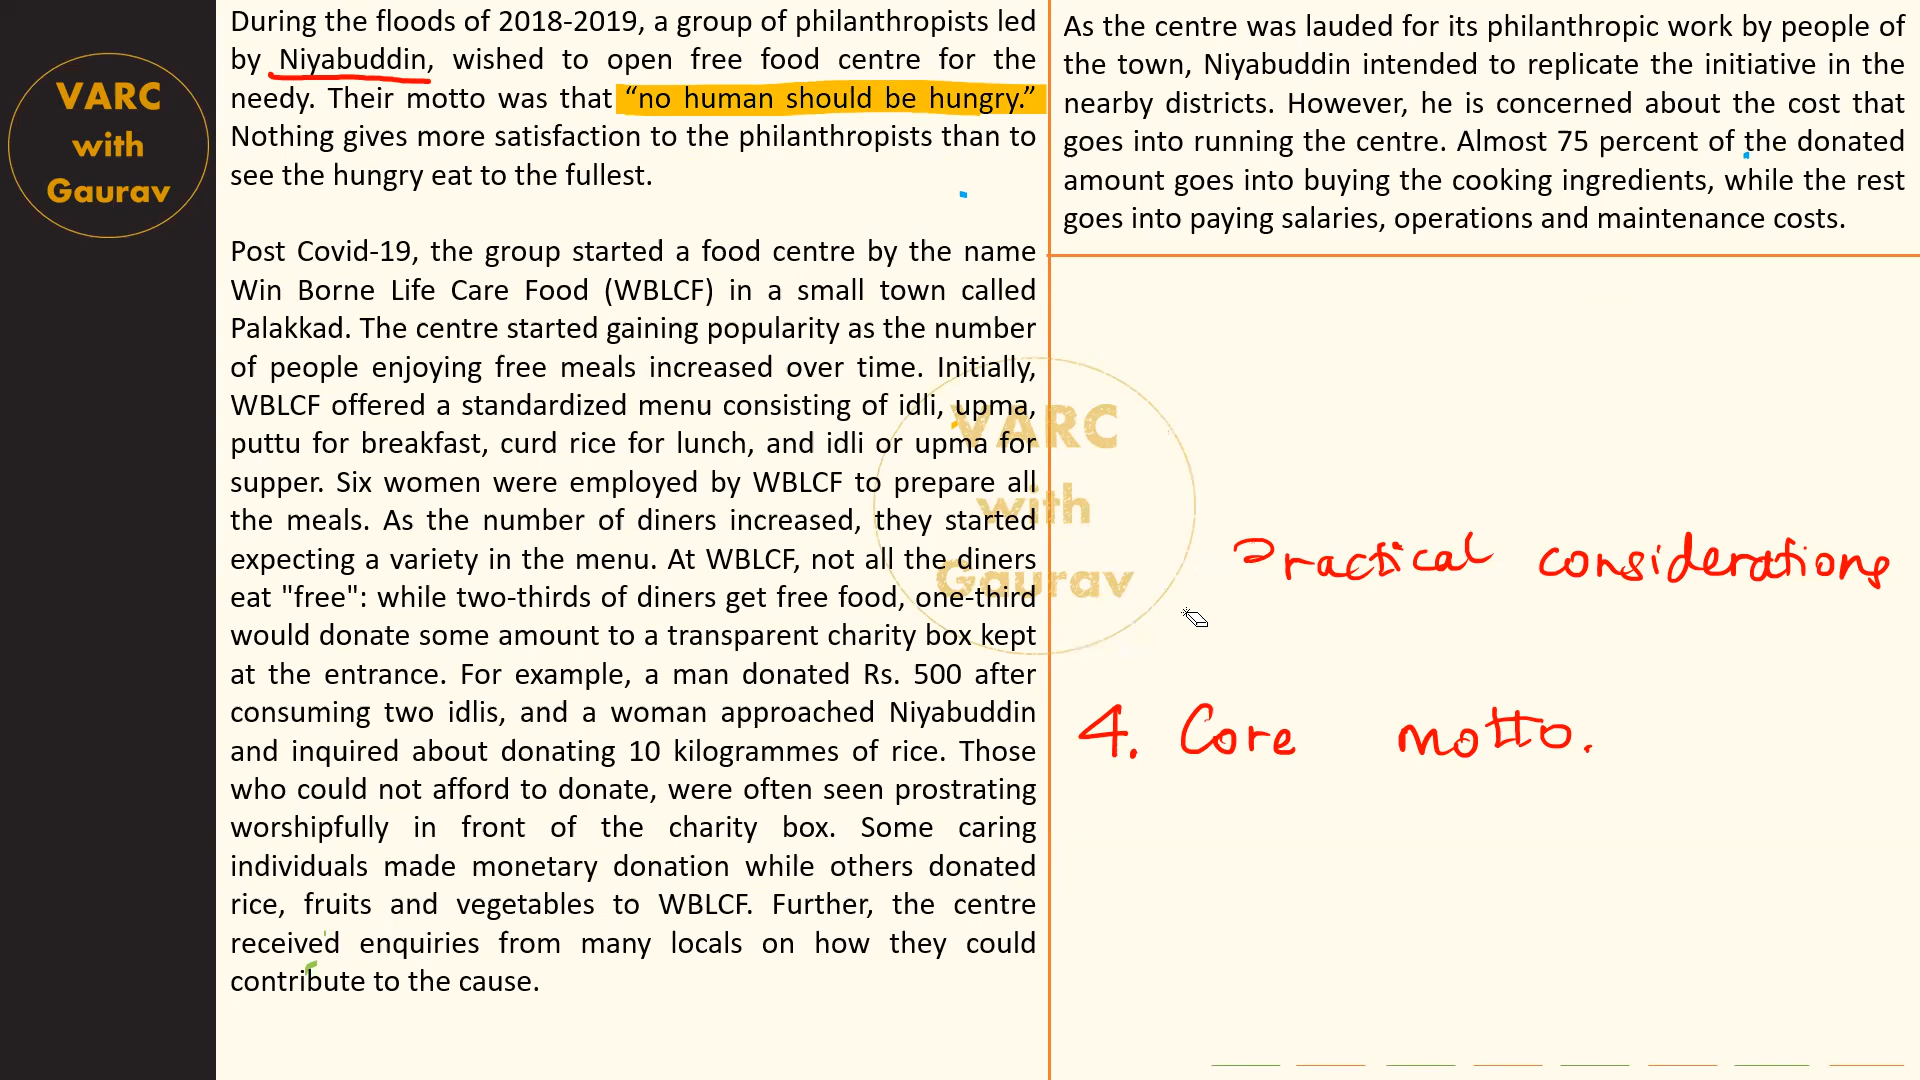 VARC
with
Gaurav
During the floods of 2018-2019, a group of philanthropists led
by Niyabuddin, wished to open free food centre for the
needy. Their motto was that “no human should be hungry.”
Nothing gives more satisfaction to the philanthropists than to
see the hungry eat to the fullest.
Post Covid-19, the group started a food centre by the name
Win Borne Life Care Food (WBLCF) in a small town called
Palakkad. The centre started gaining popularity as the number
of people enjoying free meals increased over time. Initially,
WBLCF offered a standardized menu consisting of idli, upma,
puttu for breakfast, curd rice for lunch, and idli or upma for
supper. Six women were employed by WBLCF to prepare all
the meals. As the number of diners increased, they started
expecting a variety in the menu. At WBLCF, not all the diners
eat "free": while two-thirds of diners get free food, one-third
would donate some amount to a transparent charity box kept
at the entrance. For example, a man donated Rs. 500 after
consuming two idlis, and a woman approached Niyabuddin
and inquired about donating 10 kilogrammes of rice. Those
who could not afford to donate, were often seen prostrating
worshipfully in front of the charity box. Some caring
individuals made monetary donation while others donated
rice, fruits and vegetables to WBLCF. Further, the centre
received enquiries from many locals on how they could
contribute to the cause.
As the centre was lauded for its philanthropic work by people of
the town, Niyabuddin intended to replicate the initiative in the
nearby districts. However, he is concerned about the cost that
goes into running the centre. Almost 75 percent of the donated
amount goes into buying the cooking ingredients, while the rest
goes into paying salaries, operations and maintenance costs.
VARC
with
Gaurav
Practical considerations
4. Core motto.